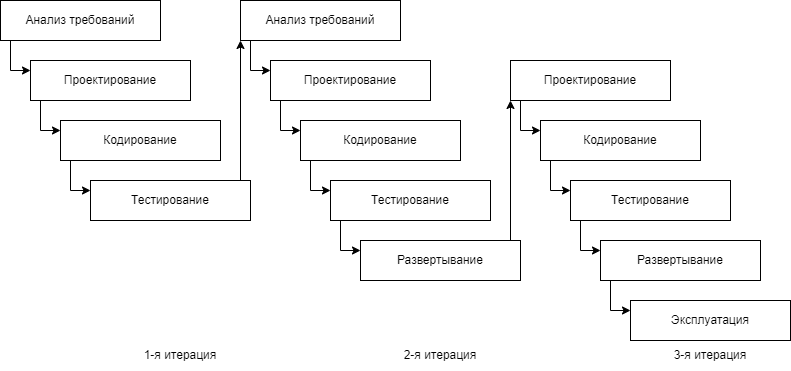 Анализ требований
Проектирование
Кодирование
Тестирование
Анализ требований
Проектирование
Кодирование
Тестирование
Развертывание
Проектирование
Кодирование
Тестирование
Развертывание
Эксплуатация
1-я итерация
2-я итерация
3-я итерация